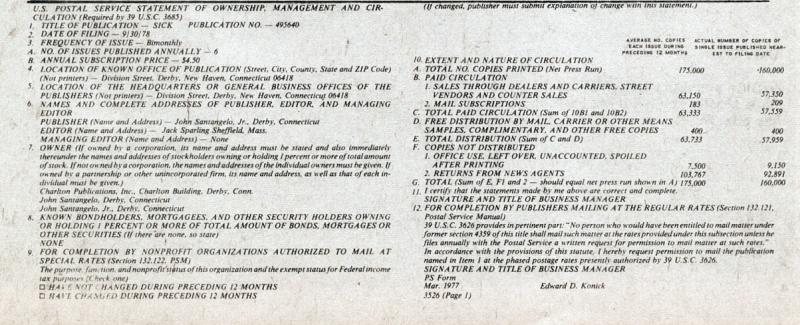 U.S. POSTAL SERVICE STATEMENT OF OWNERSHIP, MANAGEMENT AND CIR-
CULATION (Required by 39 U.S.C. 3685)
1. TITLE OF PUBLICATION — SICK PUBLICATION NO. — 495640
2. DATE OF FILING — 9/30/78
3. FREQUENCY OF ISSUE — Bimonthly
A. NO. OF ISSUES PUBLISHED ANNUALLY — 6
B. ANNUAL SUBSCRIPTION PRICE — $4.50
4. LOCATION OF KNOWN OFFICE OF PUBLICATION (Street, City, County, State and ZIP Code)
(Not printers) — Division Street, Derby, New Haven, Connecticut 06418
5. LOCATION OF THE HEADQUARTERS OR GENERAL BUSINESS OFFICES OF THE
PUBLISHERS (Not printers) — Division Street, Derby, New Haven, Connecticut 06418
6. NAMES AND COMPLETE ADDRESSES OF PUBLISHER, EDITOR, AND MANAGING
EDITOR
PUBLISHER (Name and Address) — John Santangelo, Jr., Derby, Connecticut
EDITOR (Name and Address) — Jack Sparling Sheffield, Mass.
MANAGING EDITOR (Name and Address) — None
7. OWNER (If owned by a corporation, its name and address must be stated and also immediately
thereunder the names and addresses of stockholders owning or holding 1 percent or more of total amount
of stock. If not owned by a corporation, the names and addresses of the individual owners must be given. If
owned by a partnership or other unincorporated firm, its name and address, as well as that of each in-
dividual must be given.)
Charlton Publications, Inc., Charlton Building, Derby, Conn.
John Santangelo, Derby, Connecticut
John Santangelo, Jr., Derby, Connecticut
8. KNOWN BONDHOLDERS, MORTGAGEES, AND OTHER SECURITY HOLDERS OWNING
OR HOLDING 1 PERCENT OR MORE OF TOTAL AMOUNT OF BONDS, MORTGAGES OR
OTHER SECURITIES (If there are none, so state)
NONE
9. FOR COMPLETION BY NONPROFIT ORGANIZATIONS AUTHORIZED TO MAIL AT
SPECIAL RATES (Section 132.122, PSM)
The purpose, function, and nonprofit status of this organization and the exempt status for Federal income
tax purposes (Check one)
☐ HAVE NOT CHANGED DURING PRECEDING 12 MONTHS
☐ HAVE CHANGED DURING PRECEDING 12 MONTHS
(If changed, publisher must submit explanation of change with this statement.)
AVERAGE NO. COPIES ACTUAL NUMBER OF COPIES OF
EACH ISSUE DURING SINGLE ISSUE PUBLISHED NEAR-
PRECEDING 12 MONTHS EST TO FILING DATE
10. EXTENT AND NATURE OF CIRCULATION
A. TOTAL NO. COPIES PRINTED (Net Press Run) 175,000 160,000
B. PAID CIRCULATION
1. SALES THROUGH DEALERS AND CARRIERS, STREET
VENDORS AND COUNTER SALES 63,150 57,350
2. MAIL SUBSCRIPTIONS 183 209
C. TOTAL PAID CIRCULATION (Sum of 10B1 and 10B2) 63,333 57,559
D. FREE DISTRIBUTION BY MAIL, CARRIER OR OTHER MEANS
SAMPLES, COMPLIMENTARY, AND OTHER FREE COPIES 400 400
E. TOTAL DISTRIBUTION (Sum of C and D) 63,733 57,959
F. COPIES NOT DISTRIBUTED
1. OFFICE USE, LEFT OVER, UNACCOUNTED, SPOILED
AFTER PRINTING 7,500 9,150
2. RETURNS FROM NEWS AGENTS 103,767 92,891
G. TOTAL (Sum of E, F1 and 2 — should equal net press run shown in A) 175,000 160,000
11. I certify that the statements made by me above are correct and complete.
SIGNATURE AND TITLE OF BUSINESS MANAGER
12. FOR COMPLETION BY PUBLISHERS MAILING AT THE REGULAR RATES (Section 132.121,
Postal Service Manual)
39 U.S.C. 3626 provides in pertinent part: "No person who would have been entitled to mail matter under
former section 4359 of this title shall mail such matter at the rates provided under this subsection unless he
files annually with the Postal Service a written request for permission to mail matter at such rates."
In accordance with the provisions of this statute, I hereby request permission to mail the publication
named in Item 1 at the phased postage rates presently authorized by 39 U.S.C. 3626.
SIGNATURE AND TITLE OF BUSINESS MANAGER
PS Form
Mar. 1977 Edward D. Konick
3526 (Page 1)